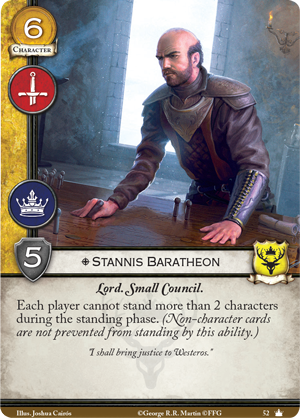 6
CHARACTER
5
STANNIS BARATHEON
Lord. Small Council.
Each player cannot stand more than 2 characters
during the standing phase. (Non-character cards
are not prevented from standing by this ability.)
"I shall bring justice to Westeros."
Illus. Joshua Cairós
©George R.R. Martin ©FFG
52